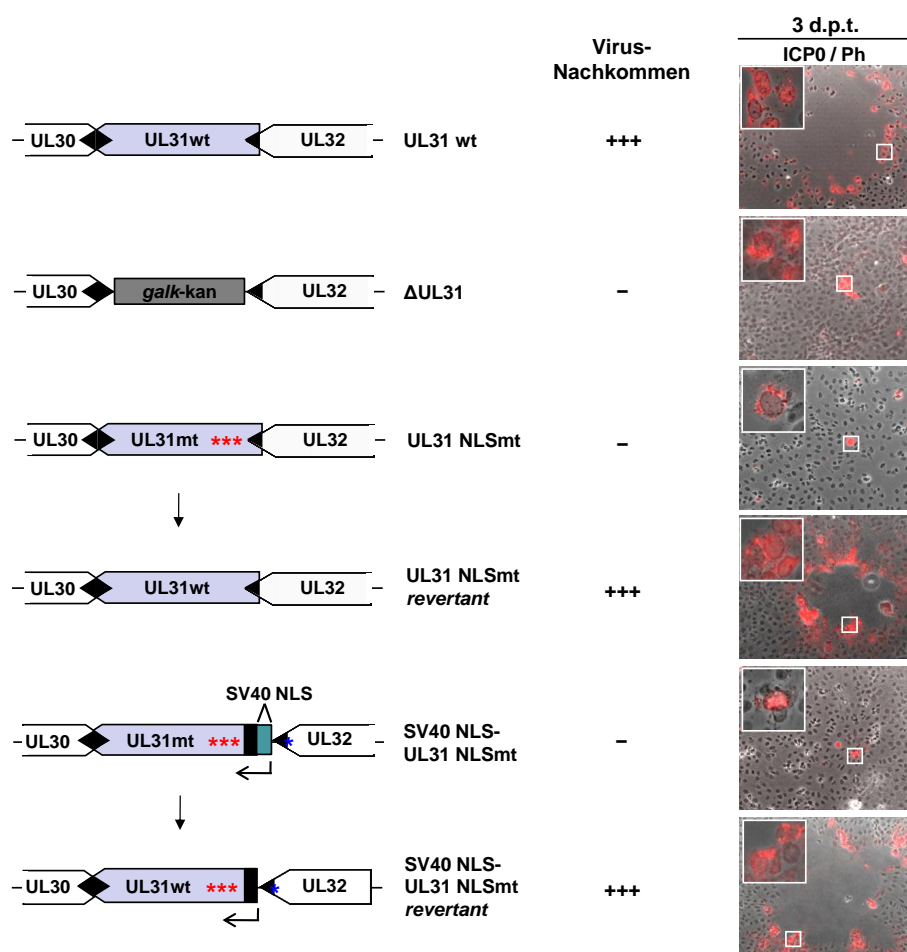 3 d.p.t.
Virus-
Nachkommen
ICP0 / Ph
UL30 UL31wt UL32 UL31 wt +++
UL30 galk-kan UL32 ΔUL31 –
UL30 UL31mt *** UL32 UL31 NLSmt –
UL30 UL31wt UL32 UL31 NLSmt
revertant +++
SV40 NLS
UL30 UL31mt *** * UL32 SV40 NLS-
UL31 NLSmt –
UL30 UL31wt *** * UL32 SV40 NLS-
UL31 NLSmt
revertant +++